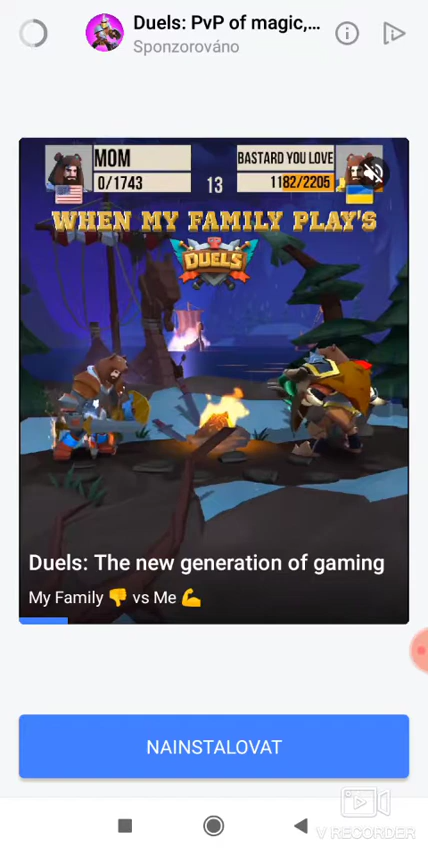 Duels: PvP of magic,...
Sponzorováno
MOM
BASTARD YOU LOVE
0/1743
13
1182/2205
WHEN MY FAMILY PLAY'S
DUELS
Duels: The new generation of gaming
My Family 👎 vs Me 💪
NAINSTALOVAT
V RECORDER